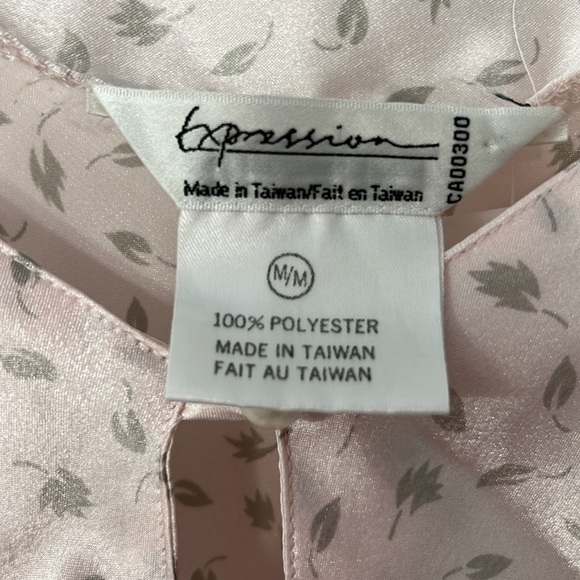 Expression
Made in Taiwan/Fait en Taiwan
CA00300
M/M
100% POLYESTER
MADE IN TAIWAN
FAIT AU TAIWAN